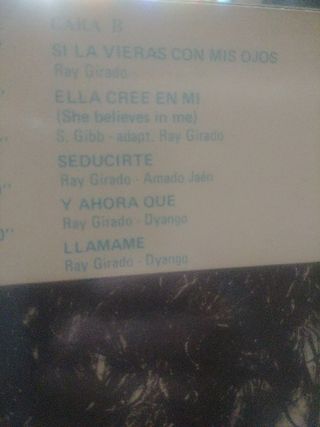 CARA B
SI LA VIERAS CON MIS OJOS
Ray Girado
ELLA CREE EN MI
(She believes in me)
S. Gibb - adapt. Ray Girado
SEDUCIRTE
Ray Girado - Amado Jaén
Y AHORA QUE
Ray Girado - Dyango
LLAMAME
Ray Girado - Dyango